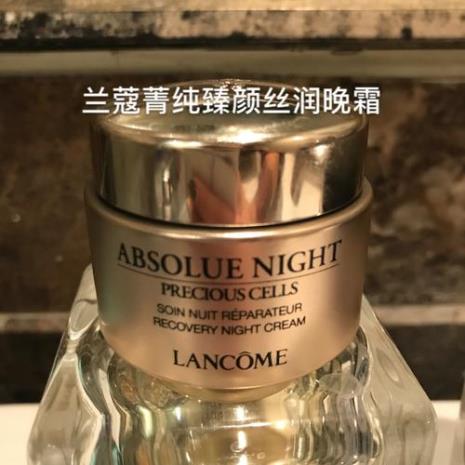 兰蔻菁纯臻颜丝润晚霜
ABSOLUE NIGHT
PRECIOUS CELLS
SOIN NUIT RÉPARATEUR
RECOVERY NIGHT CREAM
LANCÔME